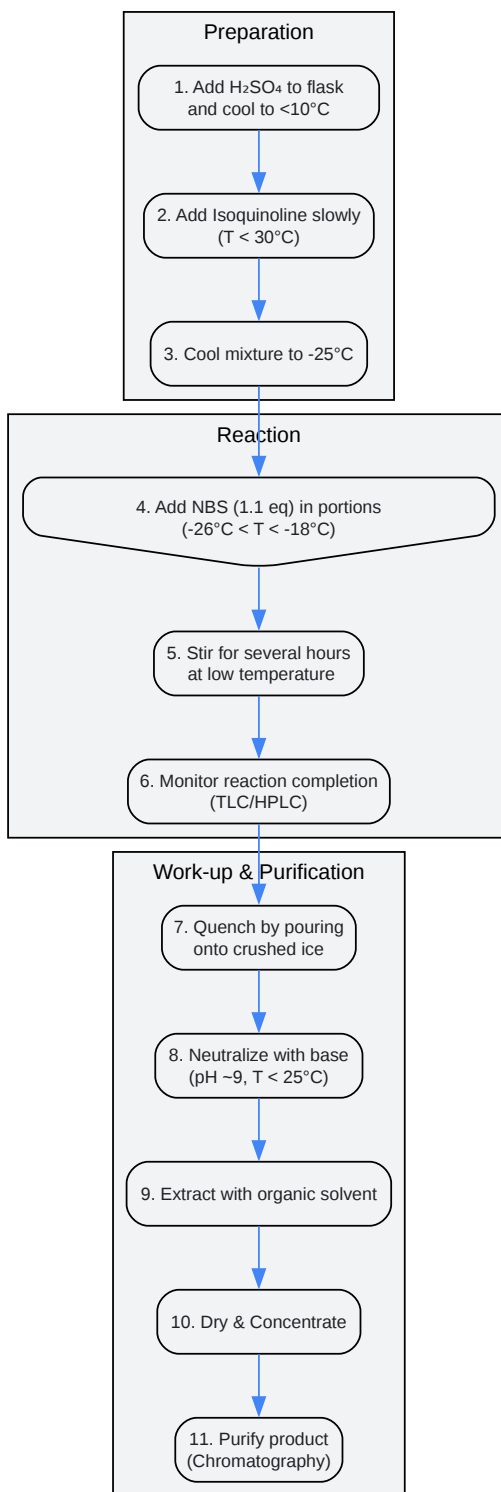 Preparation
1. Add H₂SO₄ to flask
and cool to <10°C
2. Add Isoquinoline slowly
(T < 30°C)
3. Cool mixture to -25°C
Reaction
4. Add NBS (1.1 eq) in portions
(-26°C < T < -18°C)
5. Stir for several hours
at low temperature
6. Monitor reaction completion
(TLC/HPLC)
Work-up & Purification
7. Quench by pouring
onto crushed ice
8. Neutralize with base
(pH ~9, T < 25°C)
9. Extract with organic solvent
10. Dry & Concentrate
11. Purify product
(Chromatography)